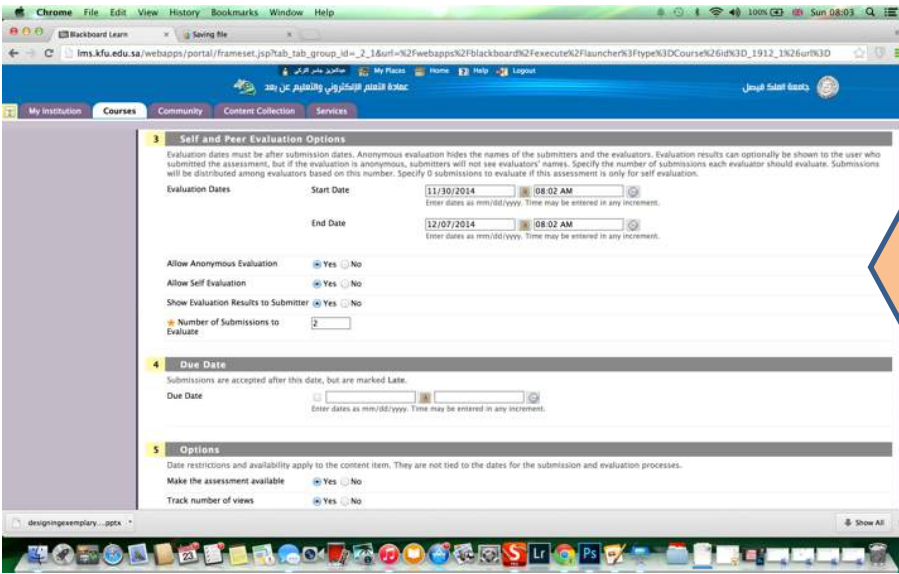 Chrome File Edit View History Bookmarks Window Help 100% Sun 08:03
Blackboard Learn Saving file
lms.kfu.edu.sa/webapps/portal/frameset.jsp?tab_tab_group_id=_2_1&url=%2Fwebapps%2Fblackboard%2Fexecute%2Flauncher%3Ftype%3DCourse%26id%3D_1912_1%26url%3D
My Places Home Help Logout
عمادة التعلم الإلكتروني والتعليم عن بعد جامعة الملك فيصل
My Institution Courses Community Content Collection Services
3 Self and Peer Evaluation Options
Evaluation dates must be after submission dates. Anonymous evaluation hides the names of the submitters and the evaluators. Evaluation results can optionally be shown to the user who
submitted the assessment, but if the evaluation is anonymous, submitters will not see evaluators' names. Specify the number of submissions each evaluator should evaluate. Submissions
will be distributed among evaluators based on this number. Specify 0 submissions to evaluate if this assessment is only for self evaluation.
Evaluation Dates Start Date 11/30/2014 08:02 AM
Enter dates as mm/dd/yyyy. Time may be entered in any increment.
End Date 12/07/2014 08:02 AM
Enter dates as mm/dd/yyyy. Time may be entered in any increment.
Allow Anonymous Evaluation Yes No
Allow Self Evaluation Yes No
Show Evaluation Results to Submitter Yes No
Number of Submissions to 2
Evaluate
4 Due Date
Submissions are accepted after this date, but are marked Late.
Due Date
Enter dates as mm/dd/yyyy. Time may be entered in any increment.
5 Options
Date restrictions and availability apply to the content item. They are not tied to the dates for the submission and evaluation processes.
Make the assessment available Yes No
Track number of views Yes No
designingexemplary....pptx Show All
23 Lr Ps